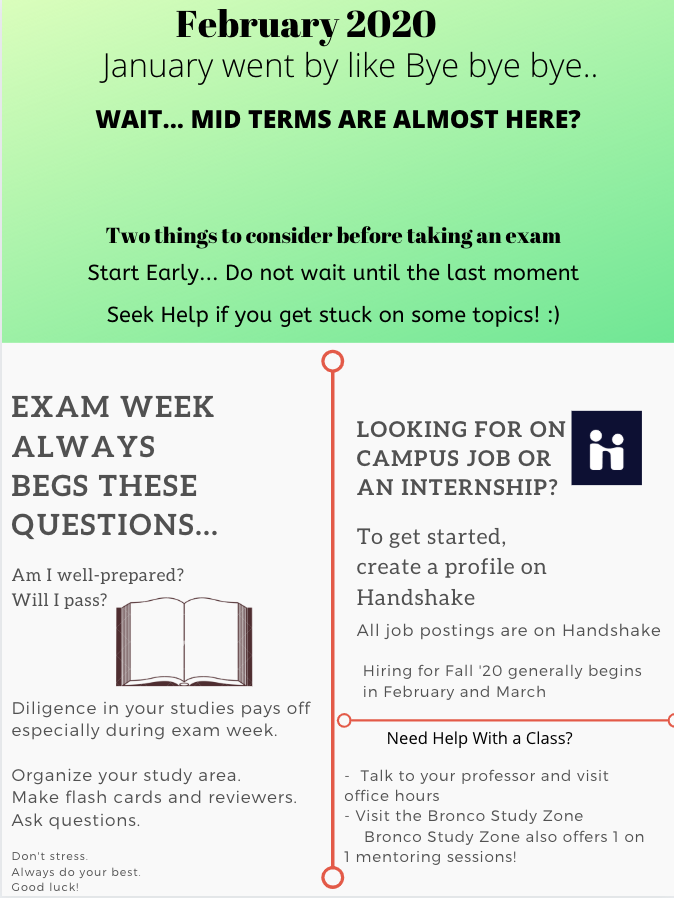 February 2020
January went by like Bye bye bye..
WAIT... MID TERMS ARE ALMOST HERE?
Two things to consider before taking an exam
Start Early... Do not wait until the last moment
Seek Help if you get stuck on some topics! :)
EXAM WEEK
ALWAYS
BEGS THESE
QUESTIONS...
Am I well-prepared?
Will I pass?
Diligence in your studies pays off
especially during exam week.
Organize your study area.
Make flash cards and reviewers.
Ask questions.
Don't stress.
Always do your best.
Good luck!
LOOKING FOR ON
CAMPUS JOB OR
AN INTERNSHIP?
To get started,
create a profile on
Handshake
All job postings are on Handshake
Hiring for Fall '20 generally begins
in February and March
Need Help With a Class?
- Talk to your professor and visit
office hours
- Visit the Bronco Study Zone
Bronco Study Zone also offers 1 on
1 mentoring sessions!